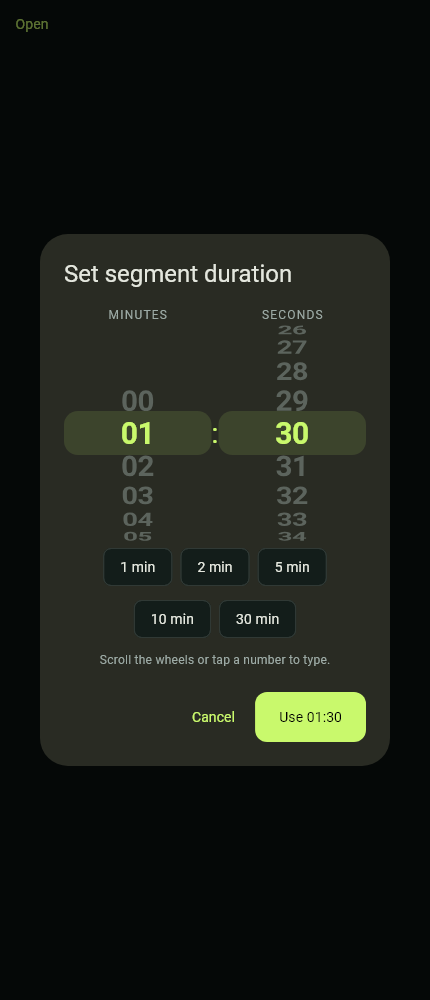 Open
Set segment duration
MINUTES SECONDS
26
27
28
00 29
01 : 30
02 31
03 32
04 33
05 34
1 min 2 min 5 min
10 min 30 min
Scroll the wheels or tap a number to type.
Cancel Use 01:30